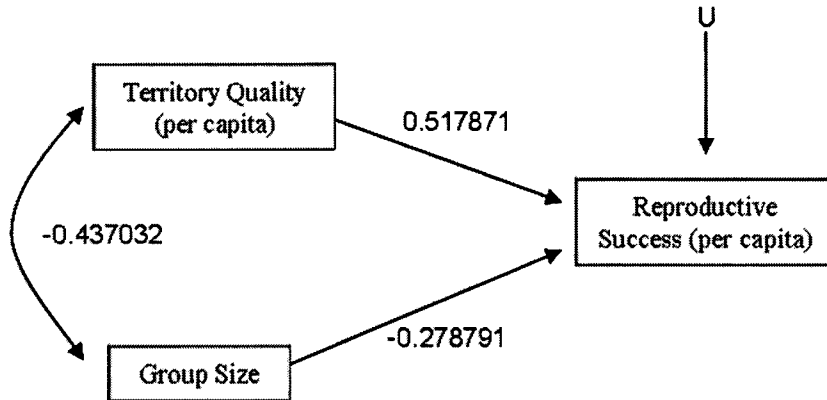 U
Territory Quality
(per capita)
0.517871
Reproductive
Success (per capita)
-0.437032
-0.278791
Group Size